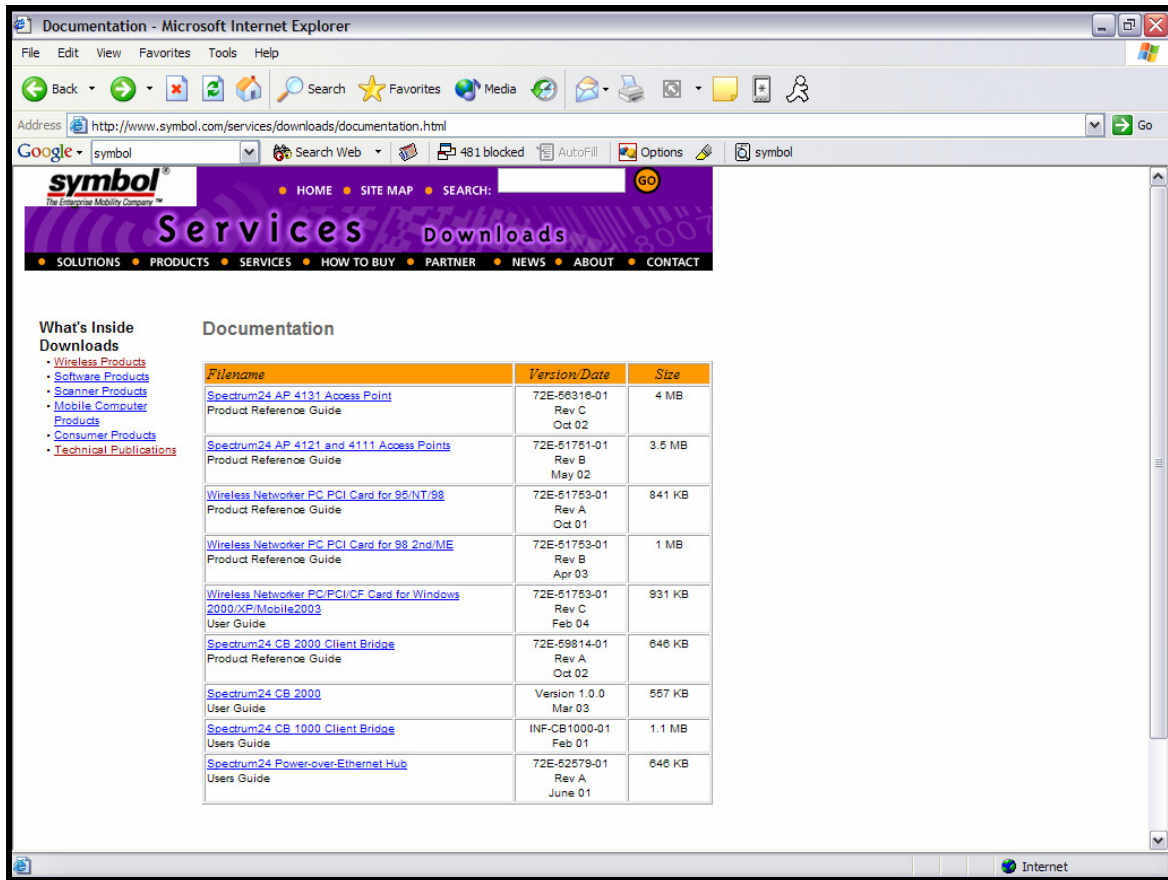 Documentation - Microsoft Internet Explorer
File Edit View Favorites Tools Help
Back Search Favorites Media
Address http://www.symbol.com/services/downloads/documentation.html Go
Google symbol Search Web 481 blocked AutoFill Options symbol
symbol®
The Enterprise Mobility Company ™
HOME SITE MAP SEARCH: GO
Services Downloads
SOLUTIONS PRODUCTS SERVICES HOW TO BUY PARTNER NEWS ABOUT CONTACT
What's Inside
Downloads
Wireless Products
Software Products
Scanner Products
Mobile Computer
Products
Consumer Products
Technical Publications
Documentation
Filename Version/Date Size
Spectrum24 AP 4131 Access Point 72E-56316-01 4 MB
Product Reference Guide Rev C
Oct 02
Spectrum24 AP 4121 and 4111 Access Points 72E-51751-01 3.5 MB
Product Reference Guide Rev B
May 02
Wireless Networker PC PCI Card for 95/NT/98 72E-51753-01 841 KB
Product Reference Guide Rev A
Oct 01
Wireless Networker PC PCI Card for 98 2nd/ME 72E-51753-01 1 MB
Product Reference Guide Rev B
Apr 03
Wireless Networker PC/PCI/CF Card for Windows 72E-51753-01 931 KB
2000/XP/Mobile2003 Rev C
User Guide Feb 04
Spectrum24 CB 2000 Client Bridge 72E-59814-01 646 KB
Product Reference Guide Rev A
Oct 02
Spectrum24 CB 2000 Version 1.0.0 557 KB
User Guide Mar 03
Spectrum24 CB 1000 Client Bridge INF-CB1000-01 1.1 MB
Users Guide Feb 01
Spectrum24 Power-over-Ethernet Hub 72E-52579-01 646 KB
Users Guide Rev A
June 01
Internet